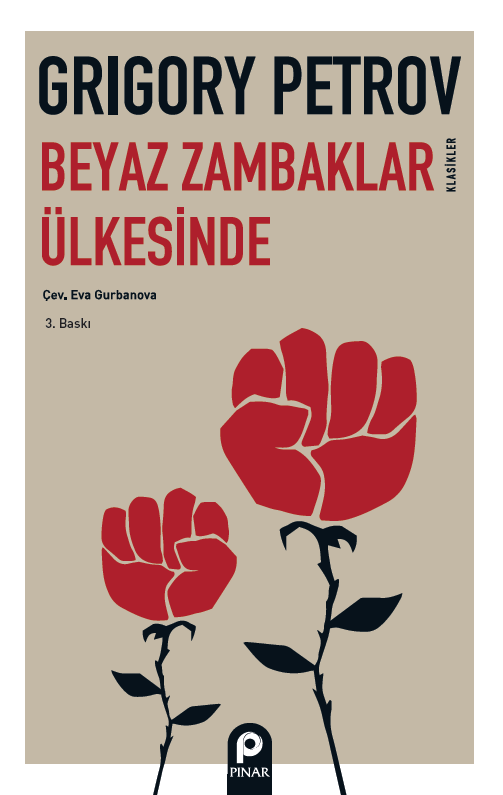 GRIGORY PETROV
BEYAZ ZAMBAKLAR
KLASİKLER
ÜLKESİNDE
Çev. Eva Gurbanova
3. Baskı
PINAR